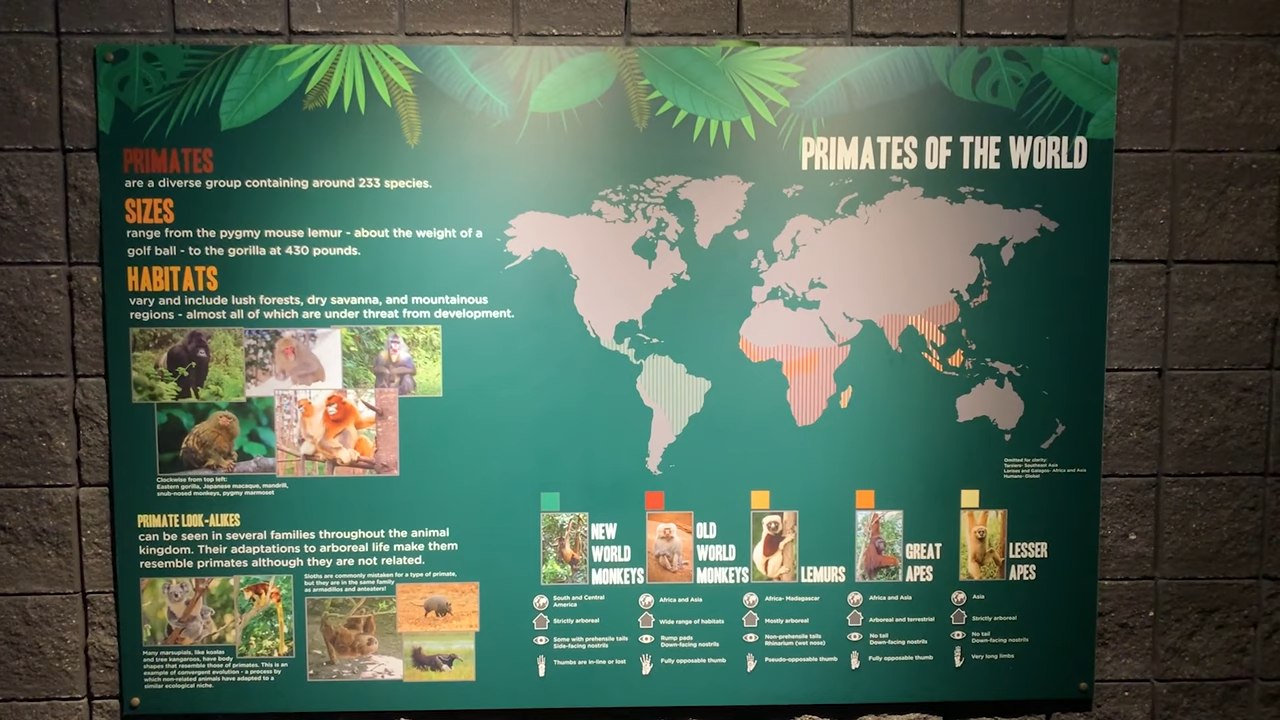 PRIMATES OF THE WORLD
PRIMATES
are a diverse group containing around 233 species.
SIZES
range from the pygmy mouse lemur - about the weight of a
golf ball - to the gorilla at 430 pounds.
HABITATS
vary and include lush forests, dry savanna, and mountainous
regions - almost all of which are under threat from development.
Clockwise from top left:
Eastern gorilla, Japanese macaque, mandrill,
snub-nosed monkeys, pygmy marmoset
PRIMATE LOOK-ALIKES
can be seen in several families throughout the animal
kingdom. Their adaptations to arboreal life make them
resemble primates although they are not related.
Sloths are commonly mistaken for a type of primate,
but they are in the same family
as armadillos and anteaters!
Many marsupials, like koalas
and tree kangaroos, have body
shapes that resemble those of primates. This is an
example of convergent evolution - a process by
which non-related animals have adapted to a
similar ecological niche.
Omitted for clarity:
Tarsiers- Southeast Asia
Lorises and Galagos- Africa and Asia
Humans- Global
NEW
WORLD
MONKEYS
South and Central
America
Strictly arboreal
Some with prehensile tails
Side-facing nostrils
Thumbs are in-line or lost
OLD
WORLD
MONKEYS
Africa and Asia
Wide range of habitats
Rump pads
Down-facing nostrils
Fully opposable thumb
LEMURS
Africa- Madagascar
Mostly arboreal
Non-prehensile tails
Rhinarium (wet nose)
Pseudo-opposable thumb
GREAT
APES
Africa and Asia
Arboreal and terrestrial
No tail
Down-facing nostrils
Fully opposable thumb
LESSER
APES
Asia
Strictly arboreal
No tail
Down-facing nostrils
Very long limbs